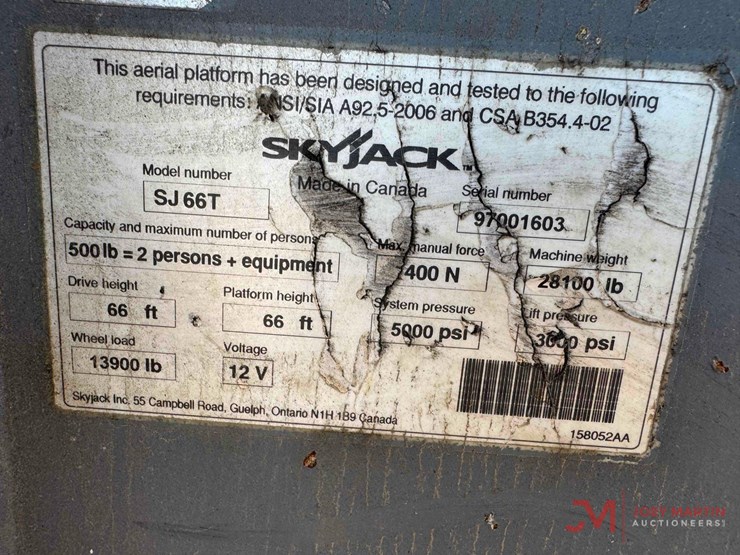 This aerial platform has been designed and tested to the following
requirements: ANSI/SIA A92.5-2006 and CSA B354.4-02
SKYJACK
Made in Canada
Model number
SJ 66T
Serial number
97001603
Capacity and maximum number of persons
500 lb = 2 persons + equipment
Max. manual force
400 N
Machine weight
28100 lb
Drive height
66 ft
Platform height
66 ft
System pressure
5000 psi
Lift pressure
3000 psi
Wheel load
13900 lb
Voltage
12 V
Skyjack Inc. 55 Campbell Road, Guelph, Ontario N1H 1B9 Canada
158052AA
JM
AUCTIONEERS